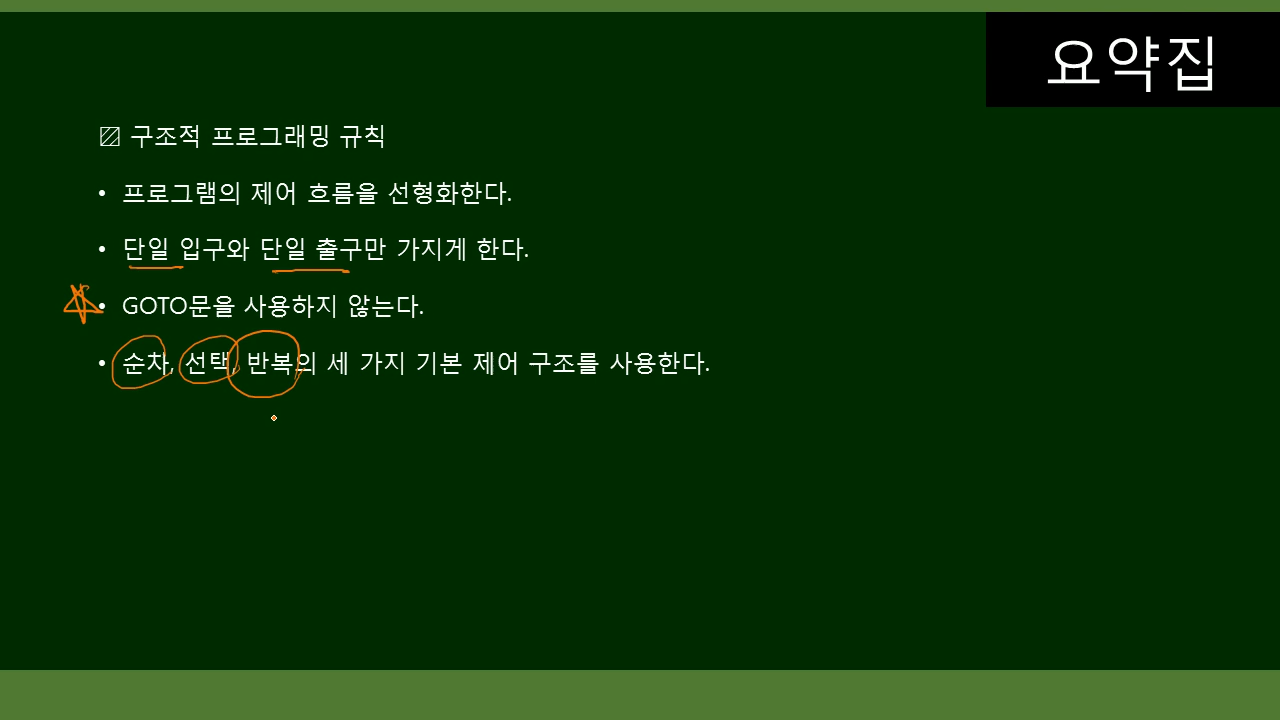 요약집
▨ 구조적 프로그래밍 규칙
• 프로그램의 제어 흐름을 선형화한다.
• 단일 입구와 단일 출구만 가지게 한다.
• GOTO문을 사용하지 않는다.
• 순차, 선택, 반복의 세 가지 기본 제어 구조를 사용한다.